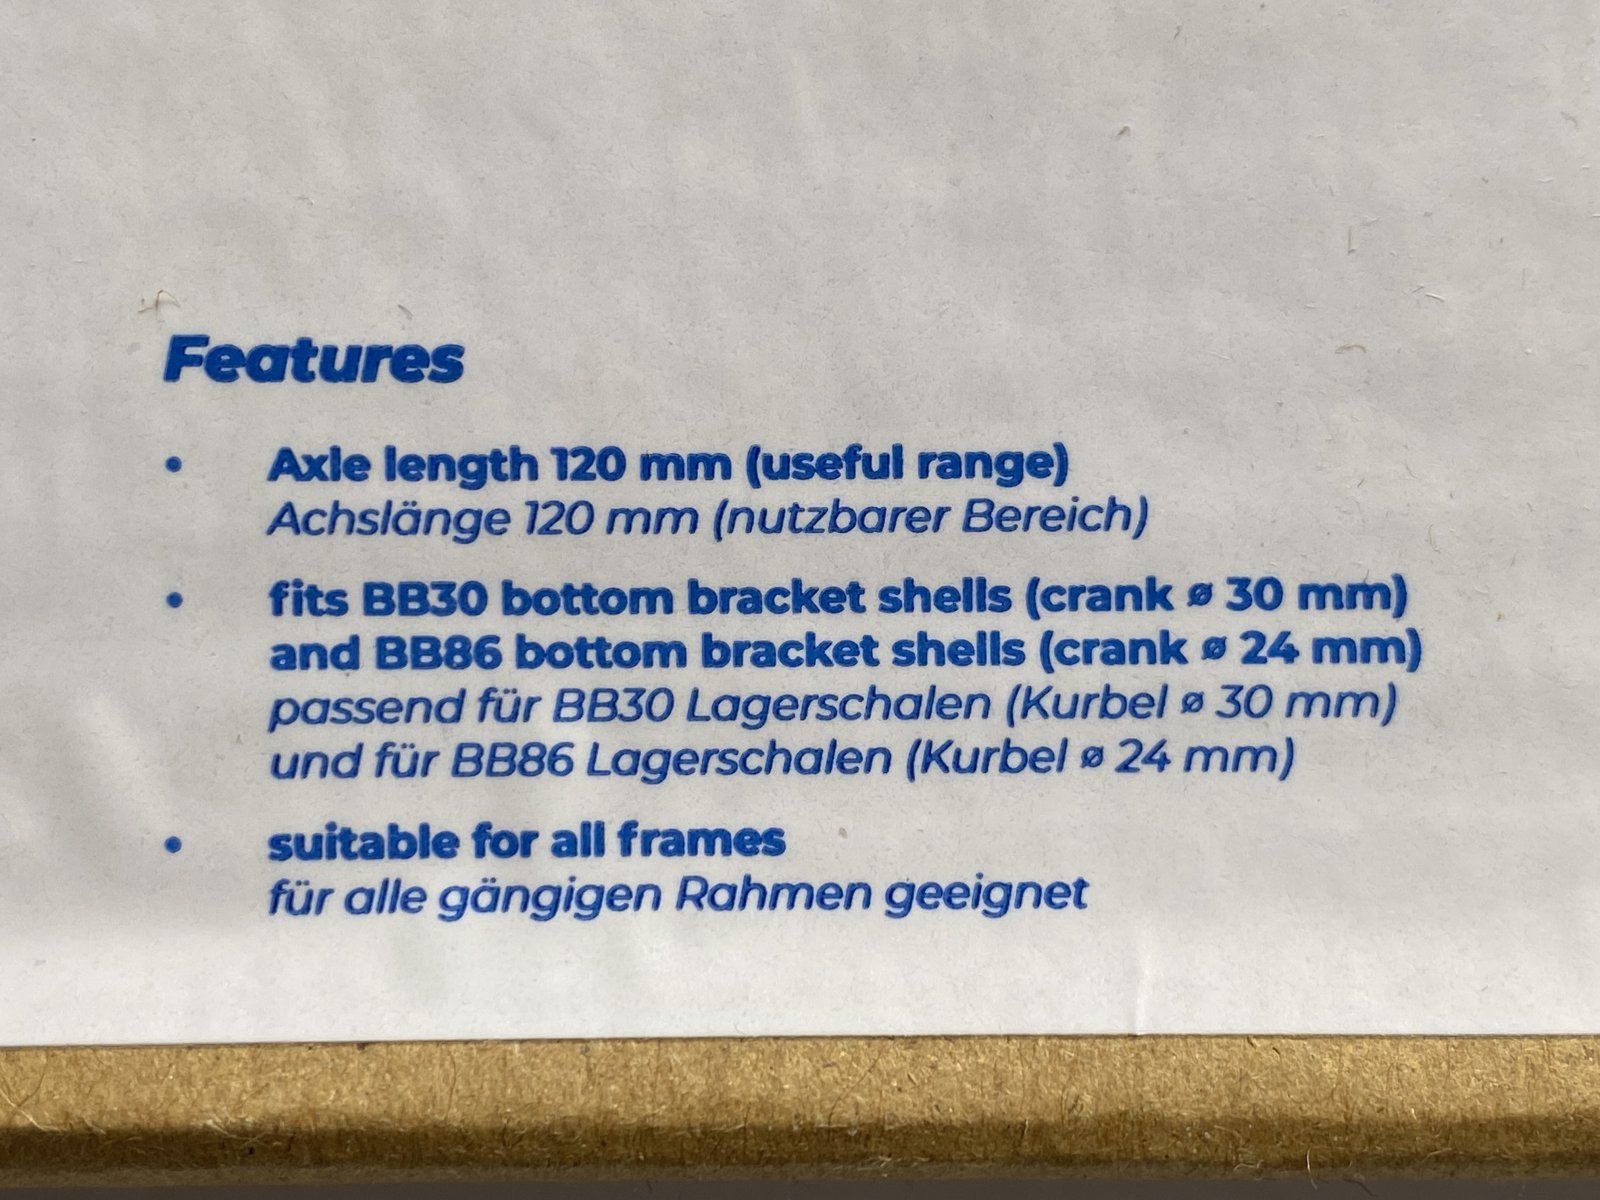 Features
• Axle length 120 mm (useful range)
Achslänge 120 mm (nutzbarer Bereich)
• fits BB30 bottom bracket shells (crank ø 30 mm)
and BB86 bottom bracket shells (crank ø 24 mm)
passend für BB30 Lagerschalen (Kurbel ø 30 mm)
und für BB86 Lagerschalen (Kurbel ø 24 mm)
• suitable for all frames
für alle gängigen Rahmen geeignet